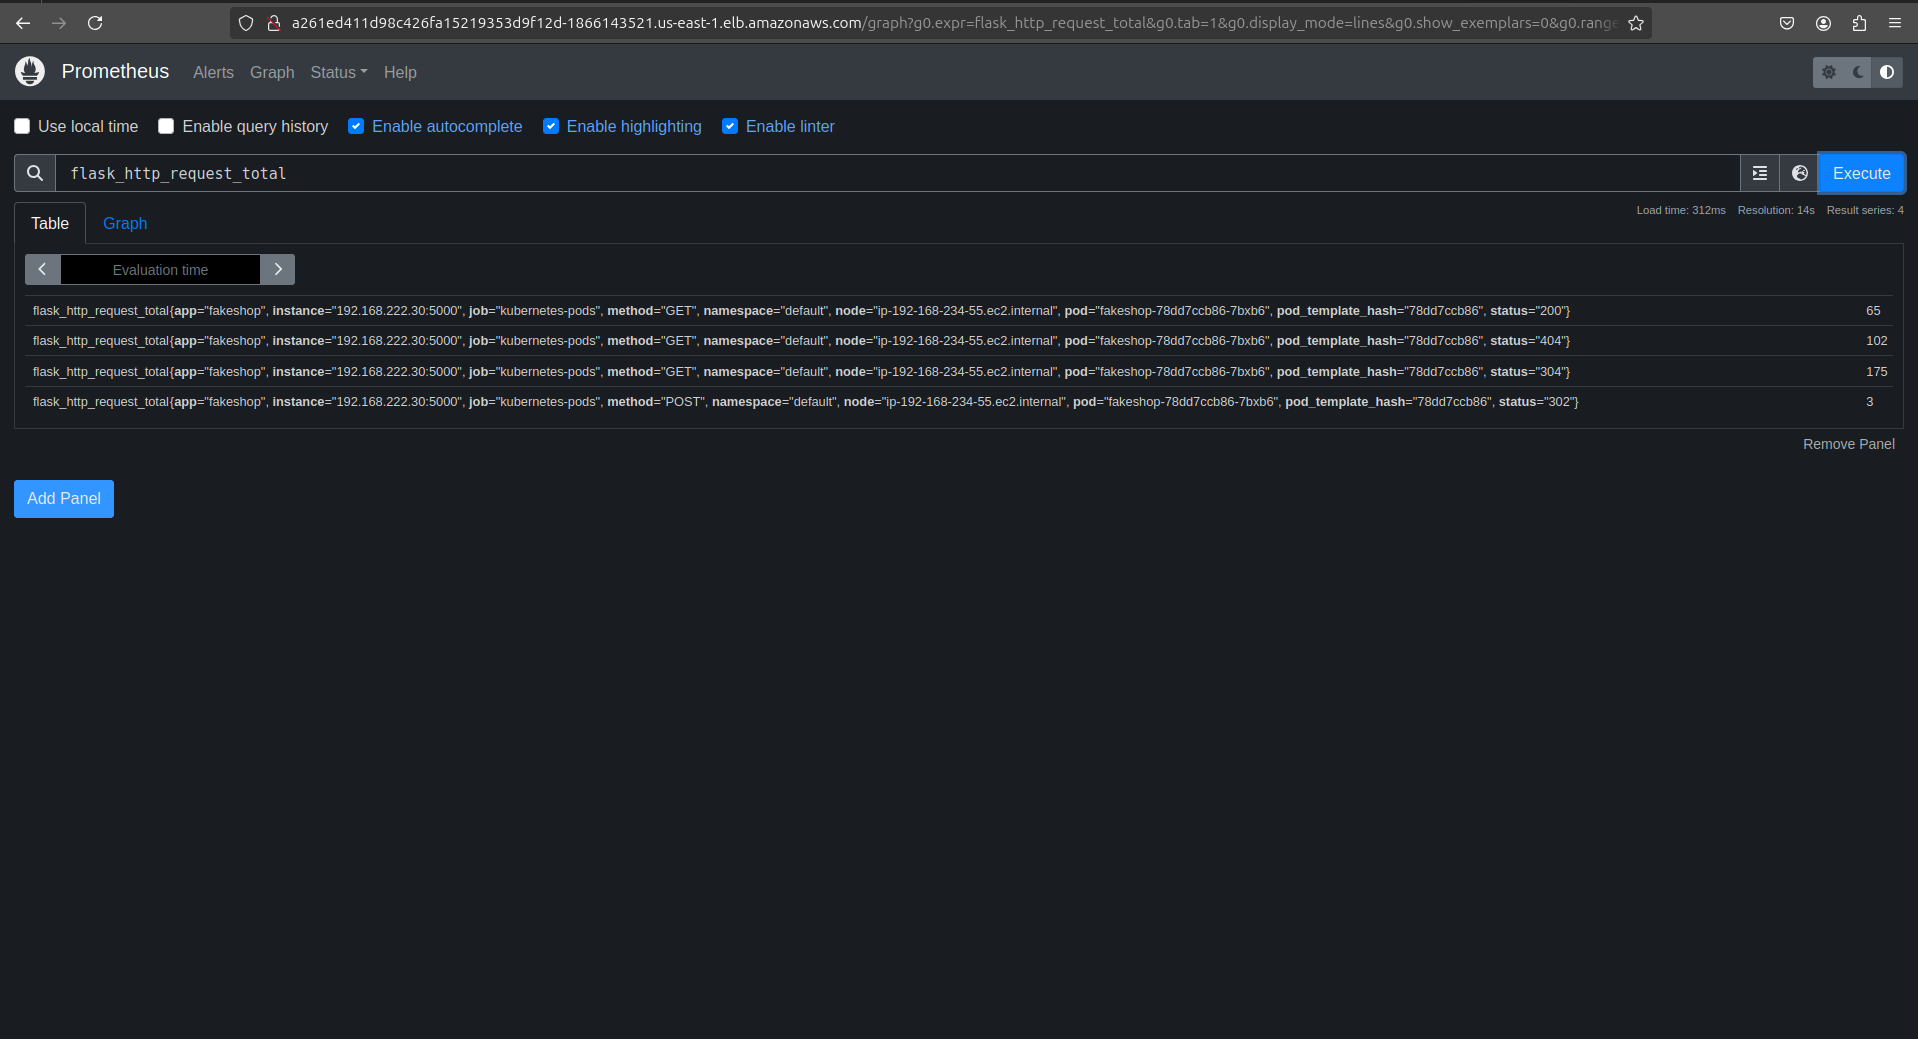 a261ed411d98c426fa15219353d9f12d-1866143521.us-east-1.elb.amazonaws.com/graph?g0.expr=flask_http_request_total&g0.tab=1&g0.display_mode=lines&g0.show_exemplars=0&g0.range
Prometheus Alerts Graph Status Help
Use local time Enable query history Enable autocomplete Enable highlighting Enable linter
flask_http_request_total Execute
Table Graph Load time: 312ms Resolution: 14s Result series: 4
Evaluation time
flask_http_request_total{app="fakeshop", instance="192.168.222.30:5000", job="kubernetes-pods", method="GET", namespace="default", node="ip-192-168-234-55.ec2.internal", pod="fakeshop-78dd7ccb86-7bxb6", pod_template_hash="78dd7ccb86", status="200"} 65
flask_http_request_total{app="fakeshop", instance="192.168.222.30:5000", job="kubernetes-pods", method="GET", namespace="default", node="ip-192-168-234-55.ec2.internal", pod="fakeshop-78dd7ccb86-7bxb6", pod_template_hash="78dd7ccb86", status="404"} 102
flask_http_request_total{app="fakeshop", instance="192.168.222.30:5000", job="kubernetes-pods", method="GET", namespace="default", node="ip-192-168-234-55.ec2.internal", pod="fakeshop-78dd7ccb86-7bxb6", pod_template_hash="78dd7ccb86", status="304"} 175
flask_http_request_total{app="fakeshop", instance="192.168.222.30:5000", job="kubernetes-pods", method="POST", namespace="default", node="ip-192-168-234-55.ec2.internal", pod="fakeshop-78dd7ccb86-7bxb6", pod_template_hash="78dd7ccb86", status="302"} 3
Remove Panel
Add Panel